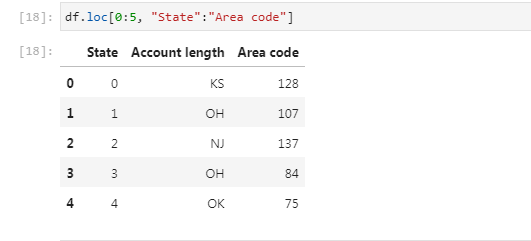 [18]: df.loc[0:5, "State":"Area code"]
[18]:
State Account length Area code
0 0 KS 128
1 1 OH 107
2 2 NJ 137
3 3 OH 84
4 4 OK 75